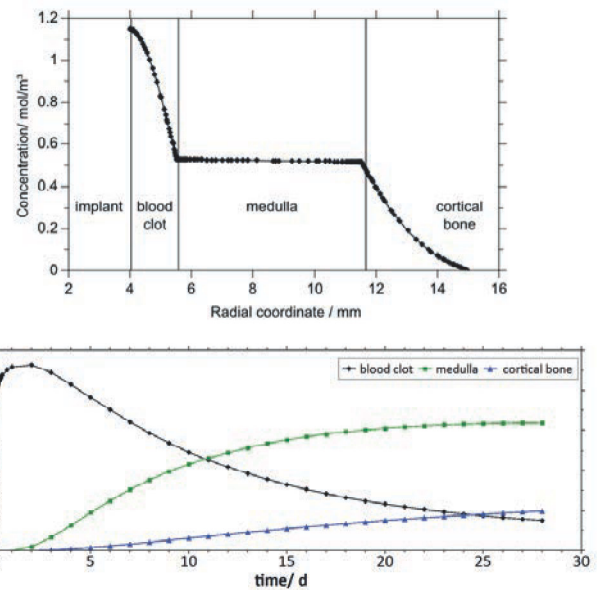 1.2
1
0.8
0.6
0.4
0.2
0
Concentration/ mol/m³
implant
blood
clot
medulla
cortical
bone
2
4
6
8
10
12
14
16
Radial coordinate / mm
blood clot
medulla
cortical bone
5
10
15
20
25
30
time/ d